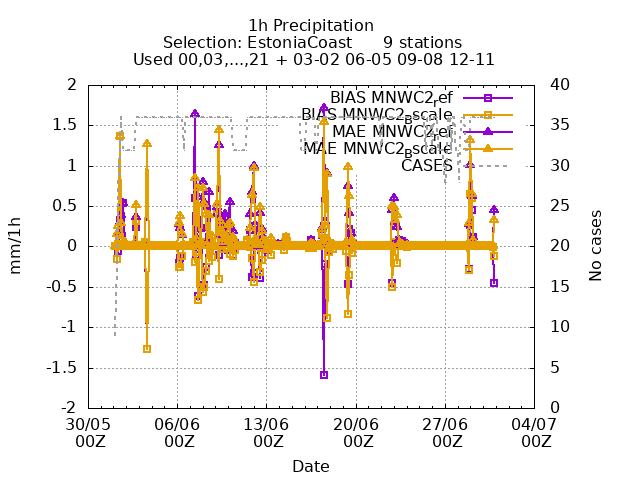 1h Precipitation
Selection: EstoniaCoast 9 stations
Used 00,03,...,21 + 03-02 06-05 09-08 12-11
mm/1h
No cases
2
1.5
1
0.5
0
-0.5
-1
-1.5
-2
40
35
30
25
20
15
10
5
0
BIAS MNWC2_ref
BIAS MNWC2_Bscale
MAE MNWC2_ref
MAE MNWC2_Bscale
CASES
30/05 06/06 13/06 20/06 27/06 04/07
00Z 00Z 00Z 00Z 00Z 00Z
Date